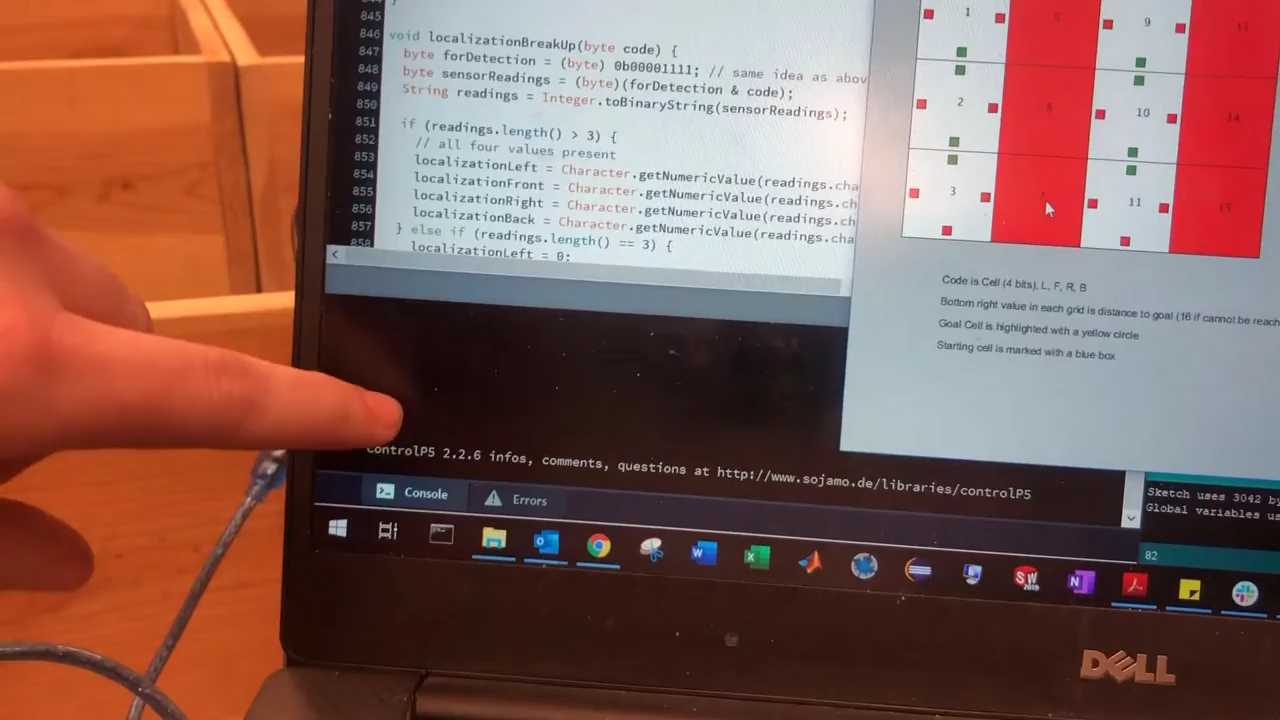 845
846
847
848
849
850
851
852
853
854
855
856
857
858
}
void localizationBreakUp(byte code) {
byte forDetection = (byte) 0b00001111; // same idea as abov
byte sensorReadings = (byte)(forDetection & code);
String readings = Integer.toBinaryString(sensorReadings);
if (readings.length() > 3) {
// all four values present
localizationLeft = Character.getNumericValue(readings.cha
localizationFront = Character.getNumericValue(readings.ch
localizationRight = Character.getNumericValue(readings.ch
localizationBack = Character.getNumericValue(readings.cha
} else if (readings.length() == 3) {
localizationLeft = 0;
1 5 9 13
2 6 10 14
3 7 11 15
Code is Cell (4 bits), L, F, R, B
Bottom right value in each grid is distance to goal (16 if cannot be reach
Goal Cell is highlighted with a yellow circle
Starting cell is marked with a blue box
ControlP5 2.2.6 infos, comments, questions at http://www.sojamo.de/libraries/controlP5
Console Errors
Sketch uses 3042 by
Global variables us
82
DELL